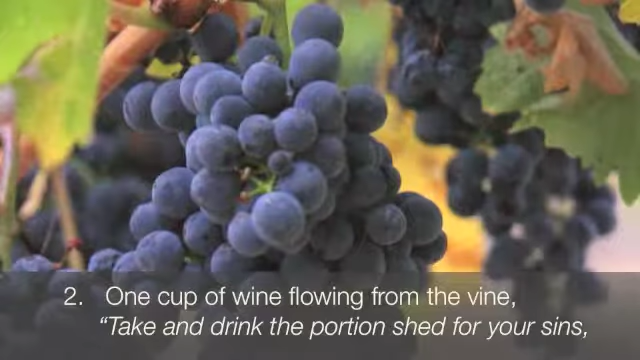 2. One cup of wine flowing from the vine,
“Take and drink the portion shed for your sins,